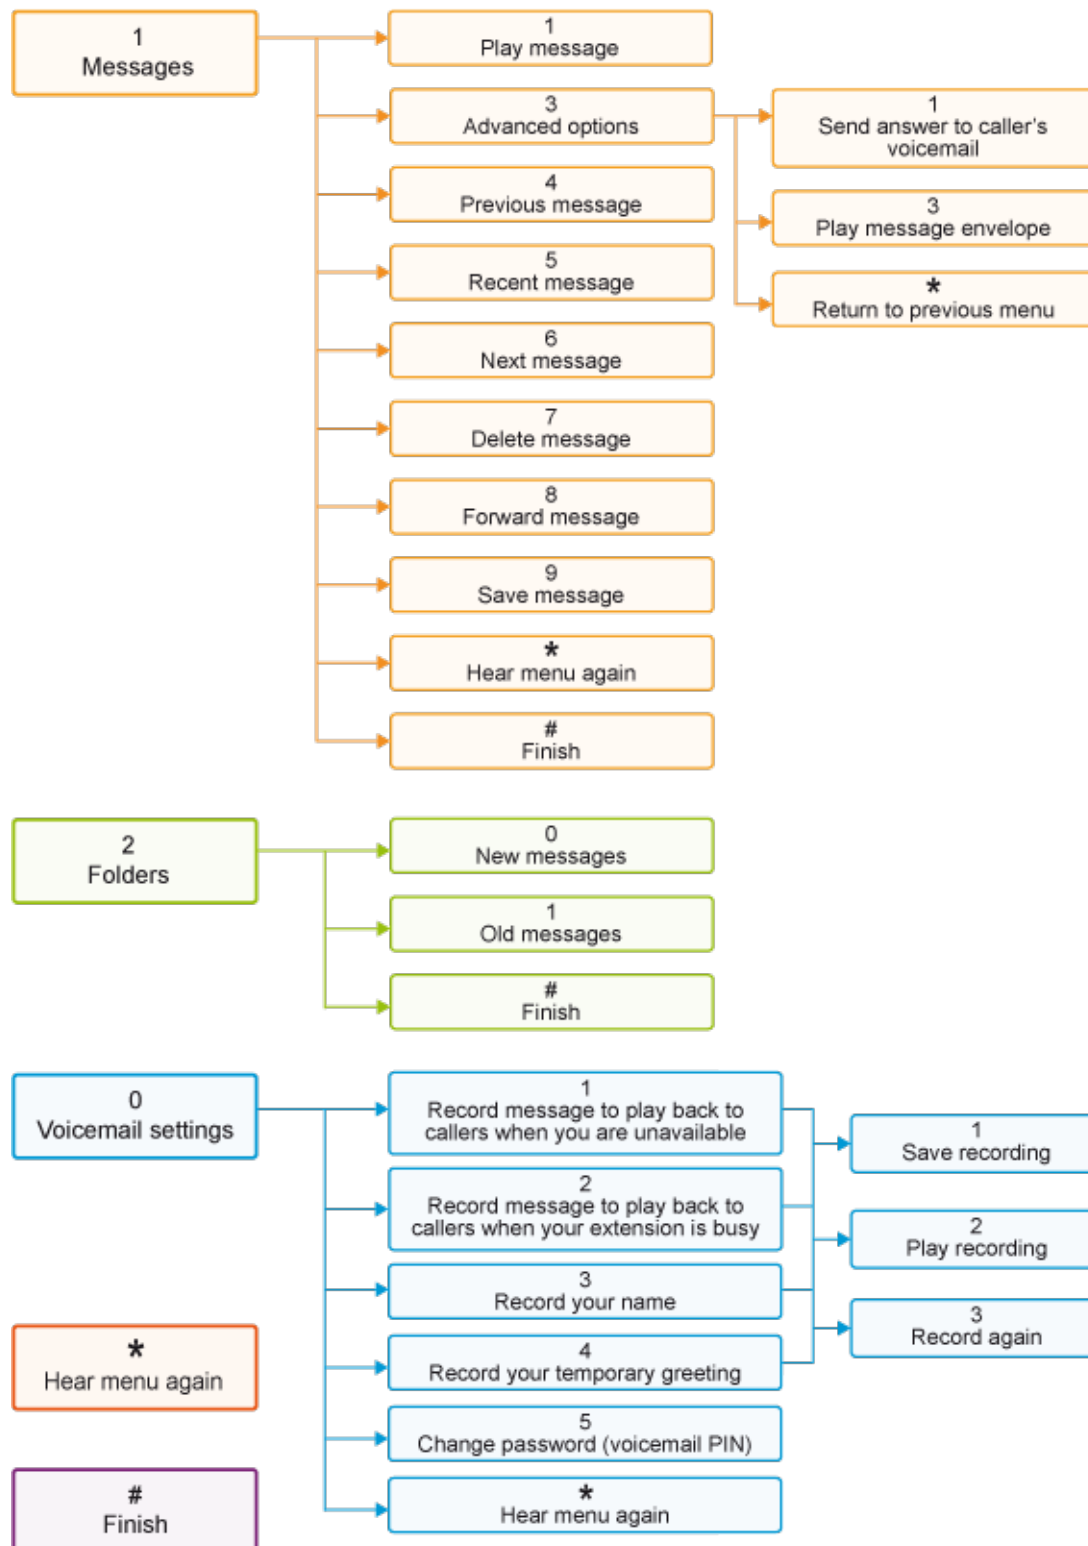 1
Messages
1
Play message
3
Advanced options
1
Send answer to caller's
voicemail
4
Previous message
3
Play message envelope
5
Recent message
*
Return to previous menu
6
Next message
7
Delete message
8
Forward message
9
Save message
*
Hear menu again
#
Finish
2
Folders
0
New messages
1
Old messages
#
Finish
0
Voicemail settings
1
Record message to play back to
callers when you are unavailable
2
Record message to play back to
callers when your extension is busy
3
Record your name
4
Record your temporary greeting
5
Change password (voicemail PIN)
*
Hear menu again
1
Save recording
2
Play recording
3
Record again
*
Hear menu again
#
Finish